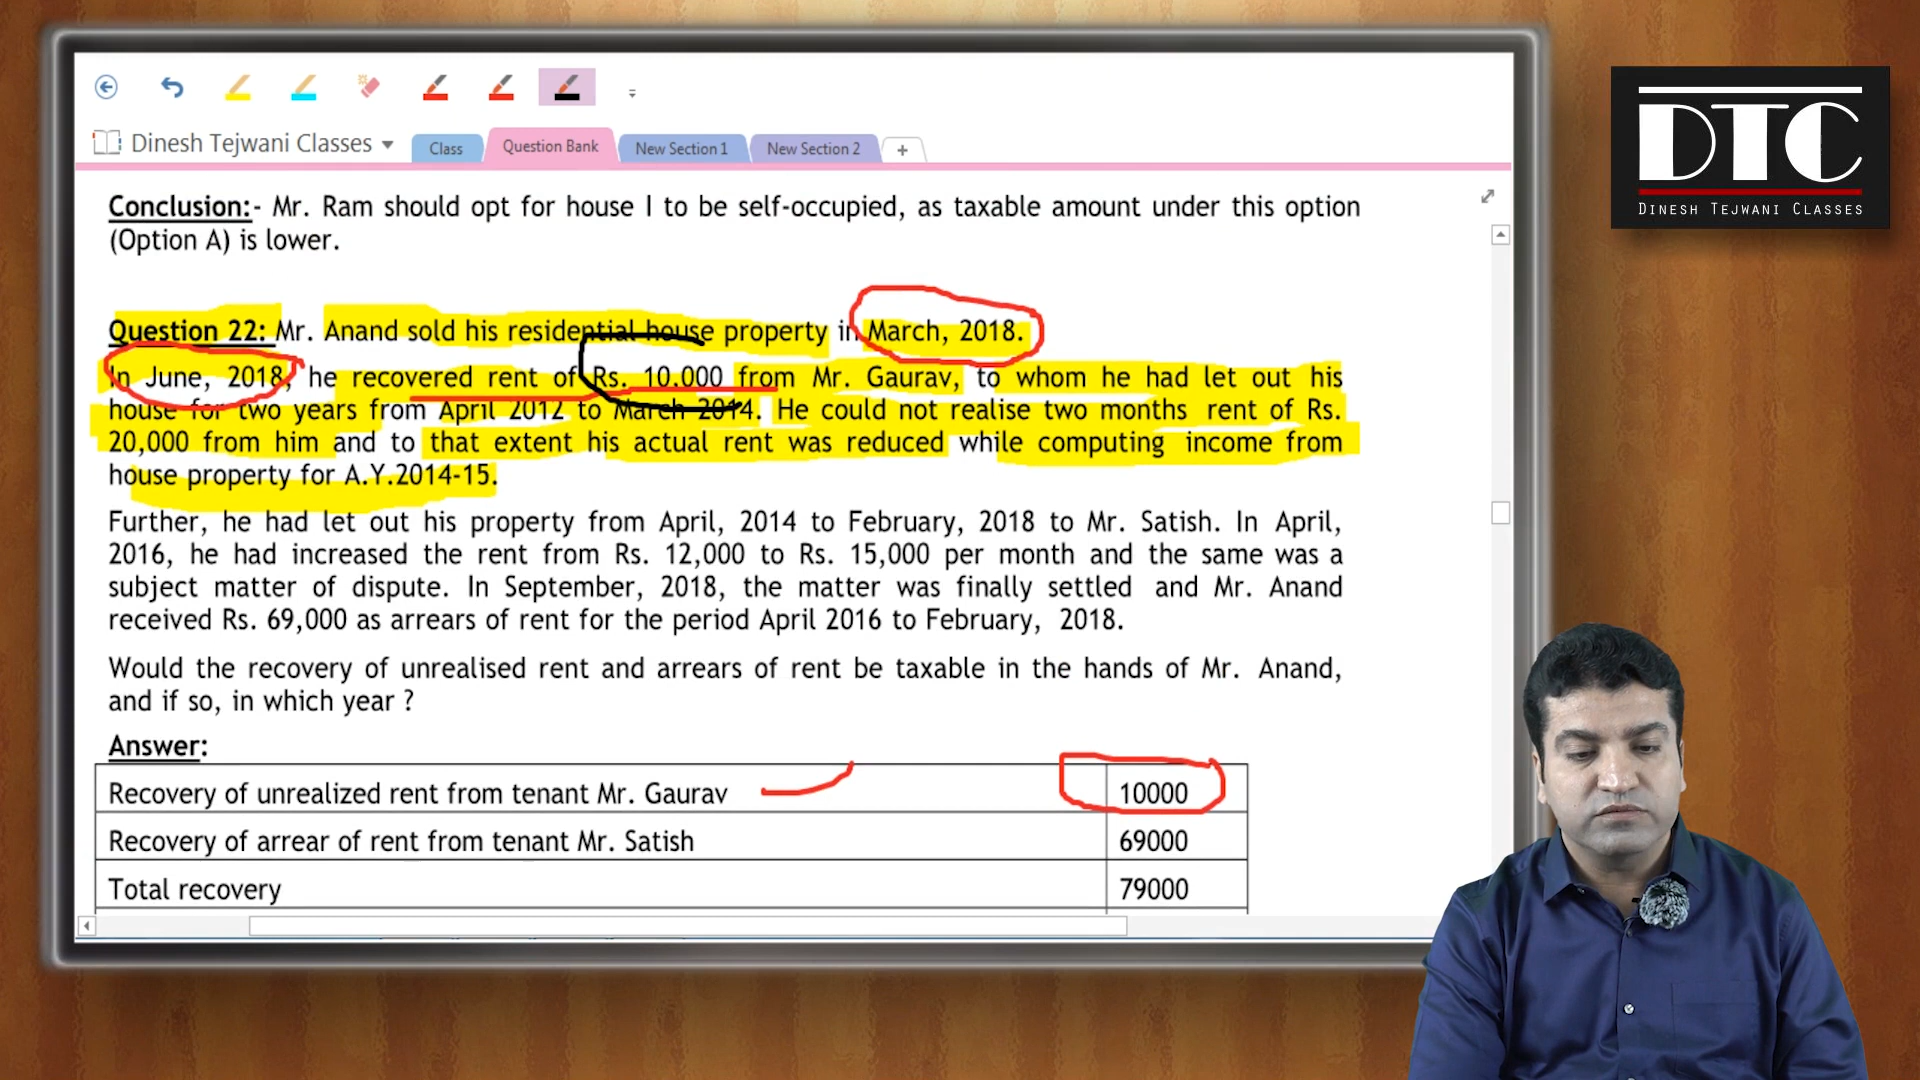 DTC
DINESH TEJWANI CLASSES
Dinesh Tejwani Classes
Class
Question Bank
New Section 1
New Section 2
+
Conclusion:- Mr. Ram should opt for house I to be self-occupied, as taxable amount under this option
(Option A) is lower.
Question 22: Mr. Anand sold his residential house property in March, 2018.
In June, 2018, he recovered rent of Rs. 10,000 from Mr. Gaurav, to whom he had let out his
house for two years from April 2012 to March 2014. He could not realise two months rent of Rs.
20,000 from him and to that extent his actual rent was reduced while computing income from
house property for A.Y.2014-15.
Further, he had let out his property from April, 2014 to February, 2018 to Mr. Satish. In April,
2016, he had increased the rent from Rs. 12,000 to Rs. 15,000 per month and the same was a
subject matter of dispute. In September, 2018, the matter was finally settled and Mr. Anand
received Rs. 69,000 as arrears of rent for the period April 2016 to February, 2018.
Would the recovery of unrealised rent and arrears of rent be taxable in the hands of Mr. Anand,
and if so, in which year ?
Answer:
Recovery of unrealized rent from tenant Mr. Gaurav 10000
Recovery of arrear of rent from tenant Mr. Satish 69000
Total recovery 79000